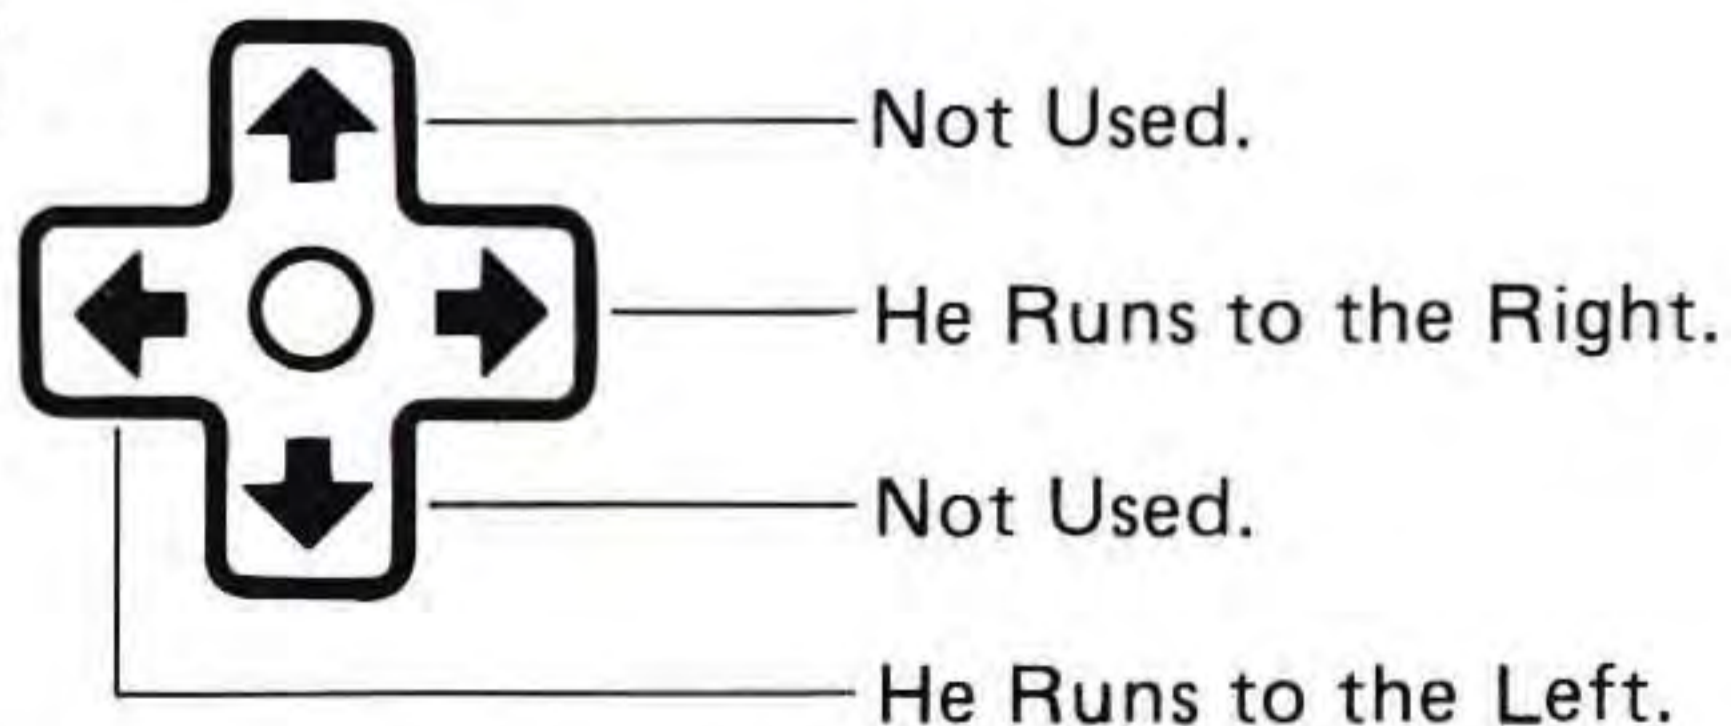 Not Used.
He Runs to the Right.
Not Used.
He Runs to the Left.